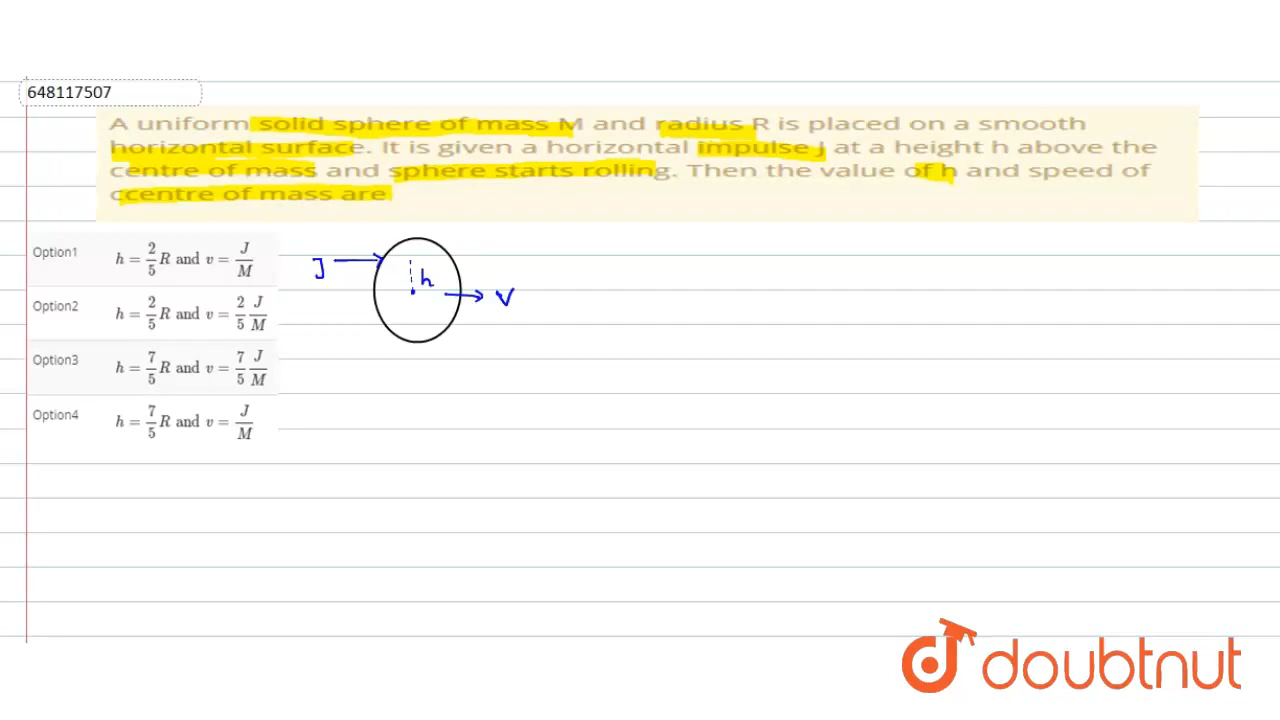 648117507
A uniform solid sphere of mass M and radius R is placed on a smooth
horizontal surface. It is given a horizontal impulse J at a height h above the
centre of mass and sphere starts rolling. Then the value of h and speed of
ccentre of mass are
Option1 h = 2/5 R and v = J/M
Option2 h = 2/5 R and v = 2/5 J/M
Option3 h = 7/5 R and v = 7/5 J/M
Option4 h = 7/5 R and v = J/M
J
h
v
doubtnut